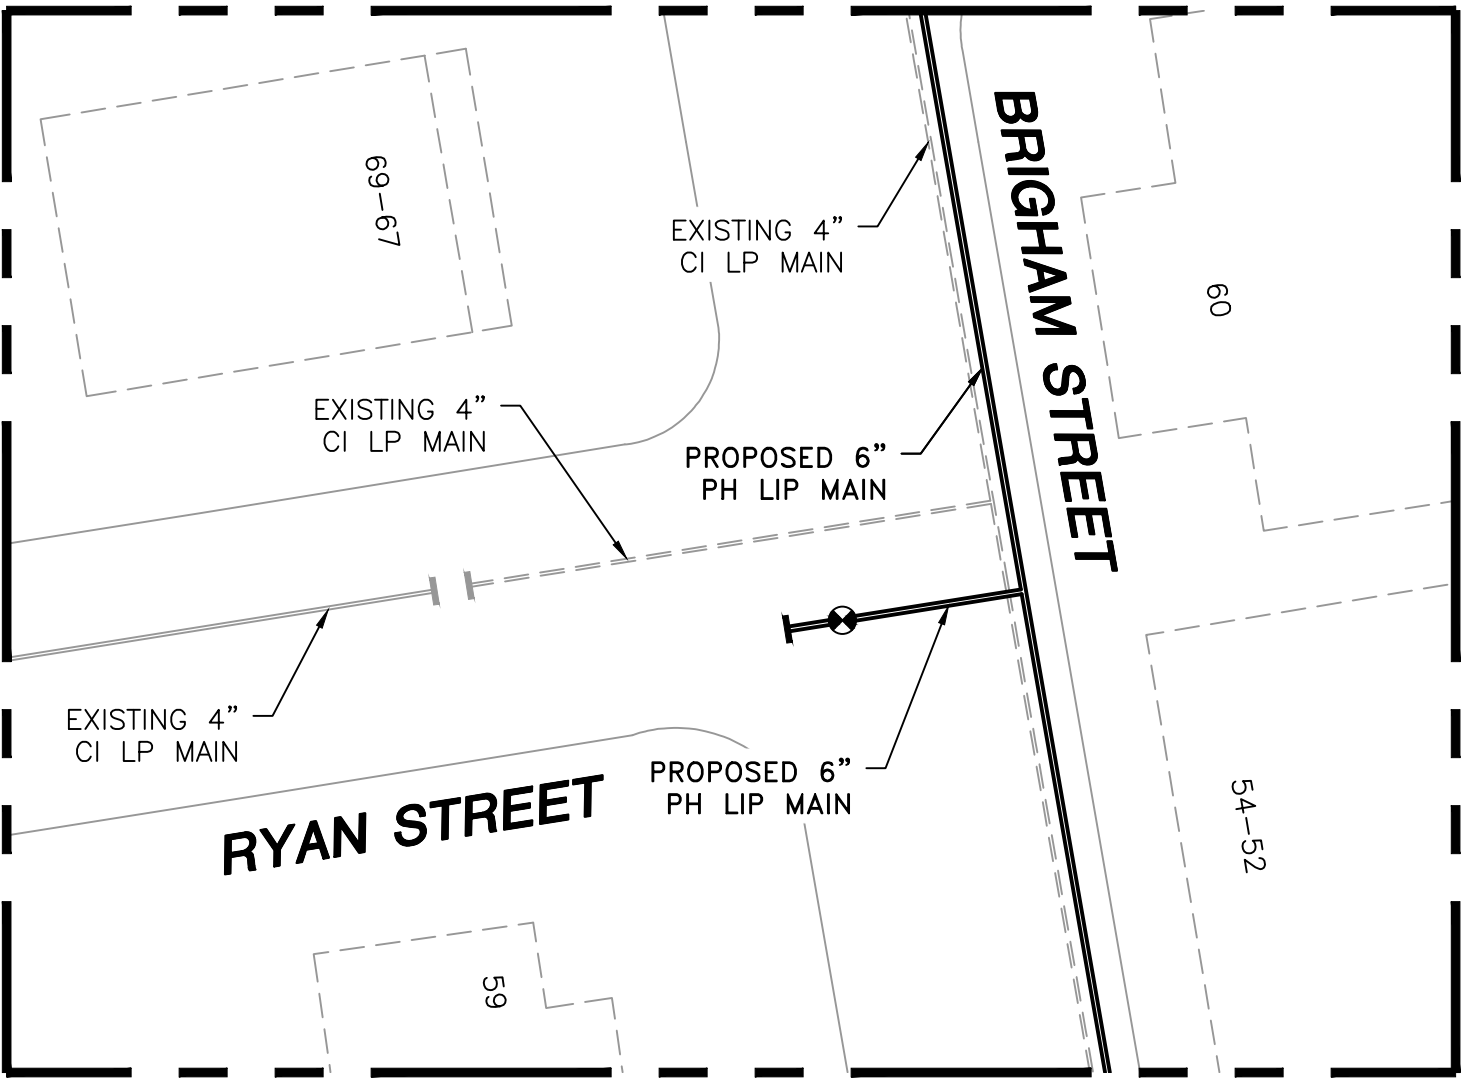 BRIGHAM STREET
69-67
EXISTING 4"
CI LP MAIN
60
EXISTING 4"
CI LP MAIN
PROPOSED 6"
PH LIP MAIN
EXISTING 4"
CI LP MAIN
PROPOSED 6"
PH LIP MAIN
RYAN STREET
54-52
59